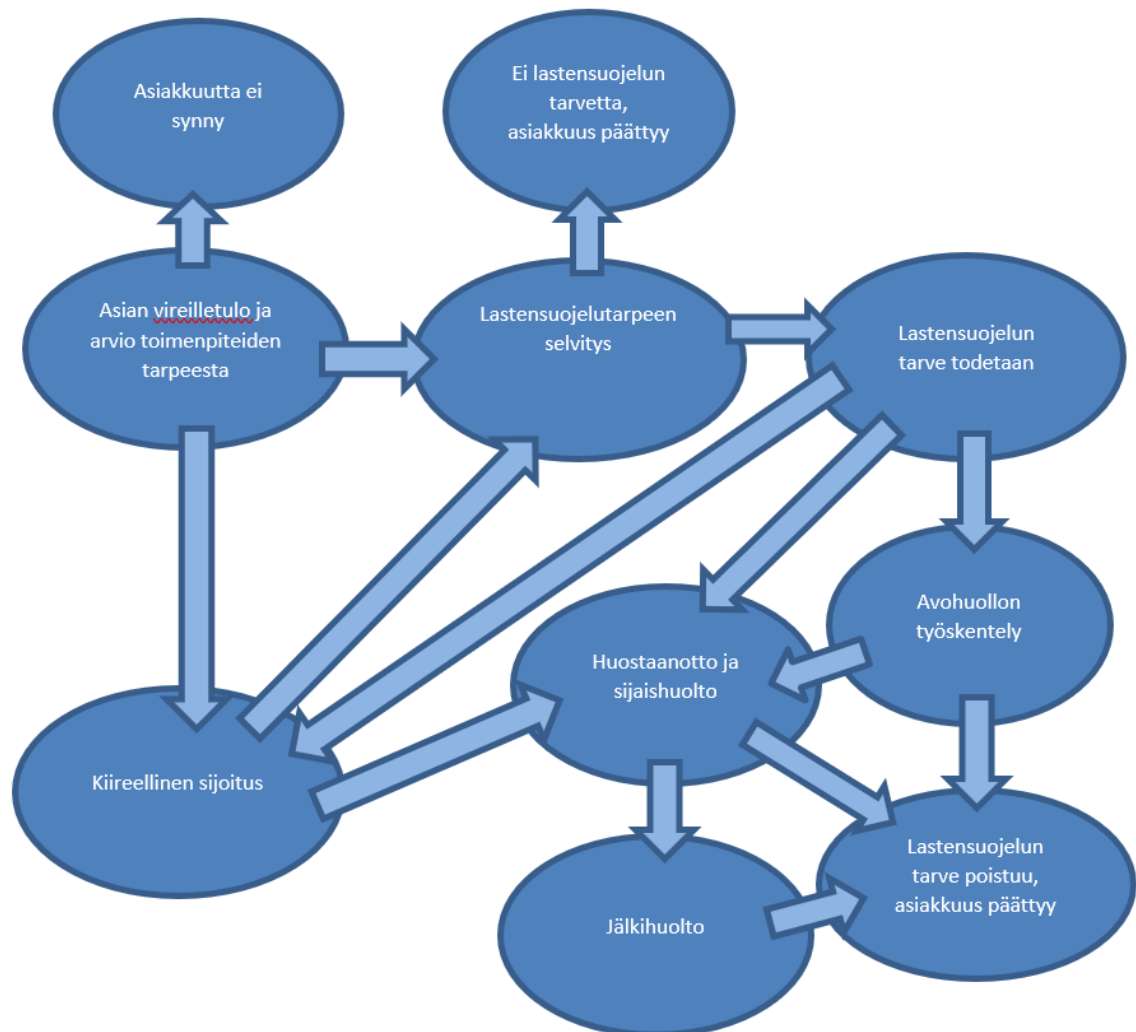 Asiakkuutta ei
synny
Ei lastensuojelun
tarvetta,
asiakkuus päättyy
Asian vireilletulo ja
arvio toimenpiteiden
tarpeesta
Lastensuojelutarpeen
selvitys
Lastensuojelun
tarve todetaan
Avohuollon
työskentely
Huostaanotto ja
sijaishuolto
Kiireellinen sijoitus
Lastensuojelun
tarve poistuu,
asiakkuus päättyy
Jälkihuolto